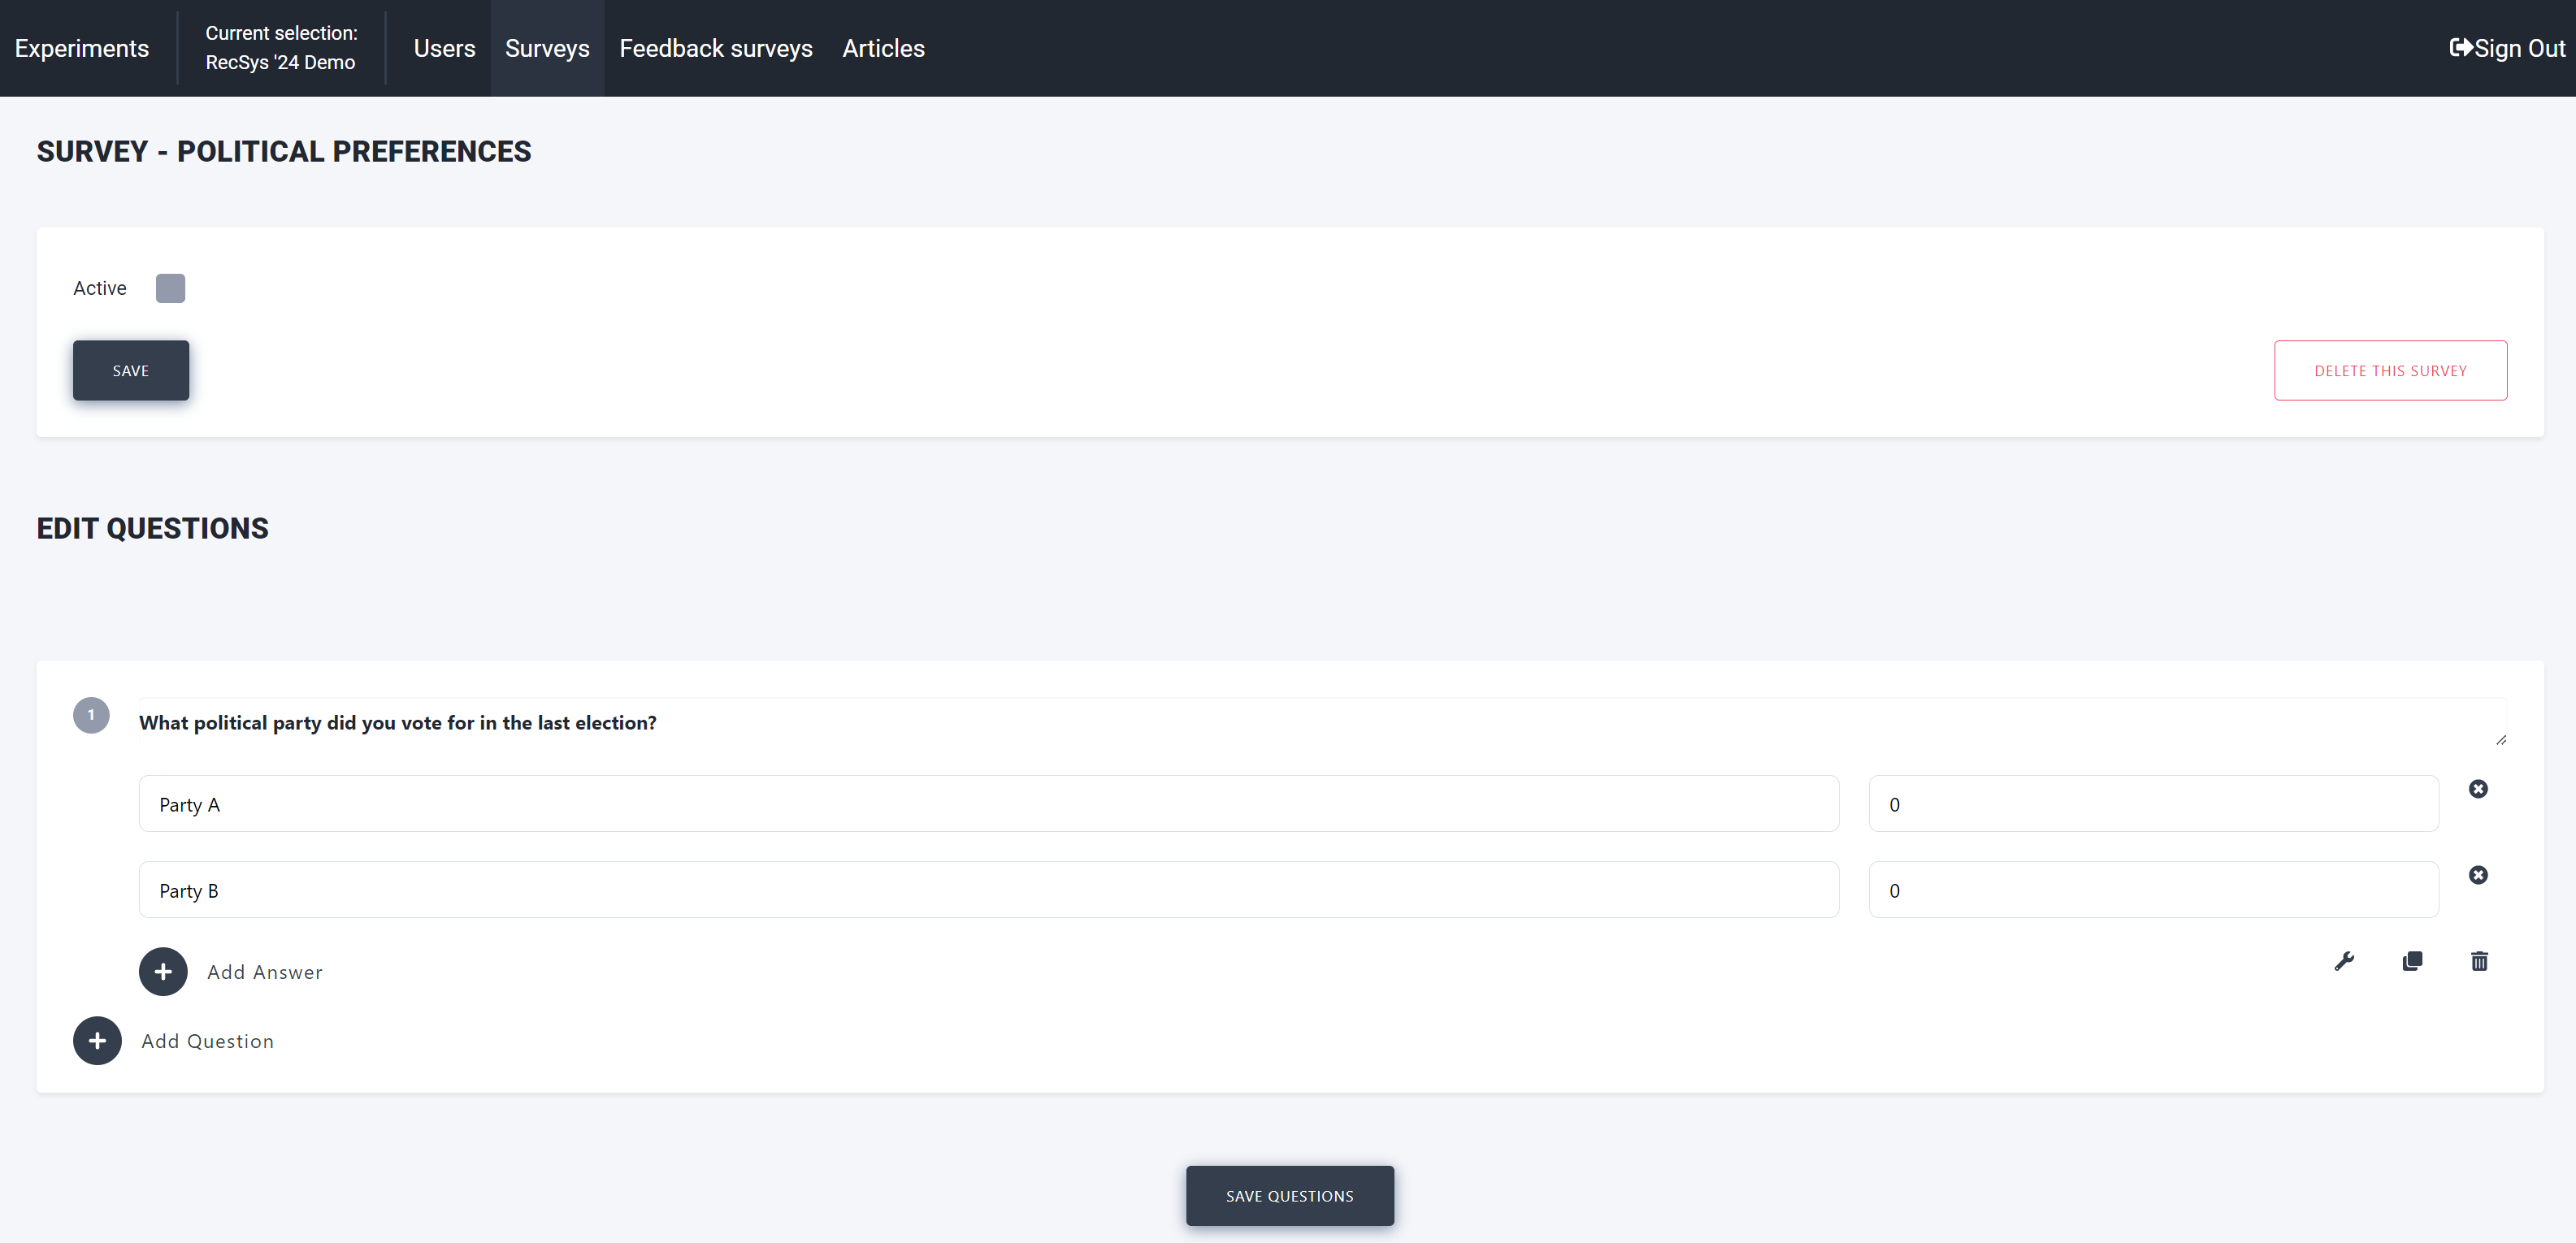 Experiments
Current selection:
RecSys '24 Demo
Users
Surveys
Feedback surveys
Articles
Sign Out
SURVEY - POLITICAL PREFERENCES
Active
SAVE
DELETE THIS SURVEY
EDIT QUESTIONS
1
What political party did you vote for in the last election?
Party A
0
Party B
0
Add Answer
Add Question
SAVE QUESTIONS